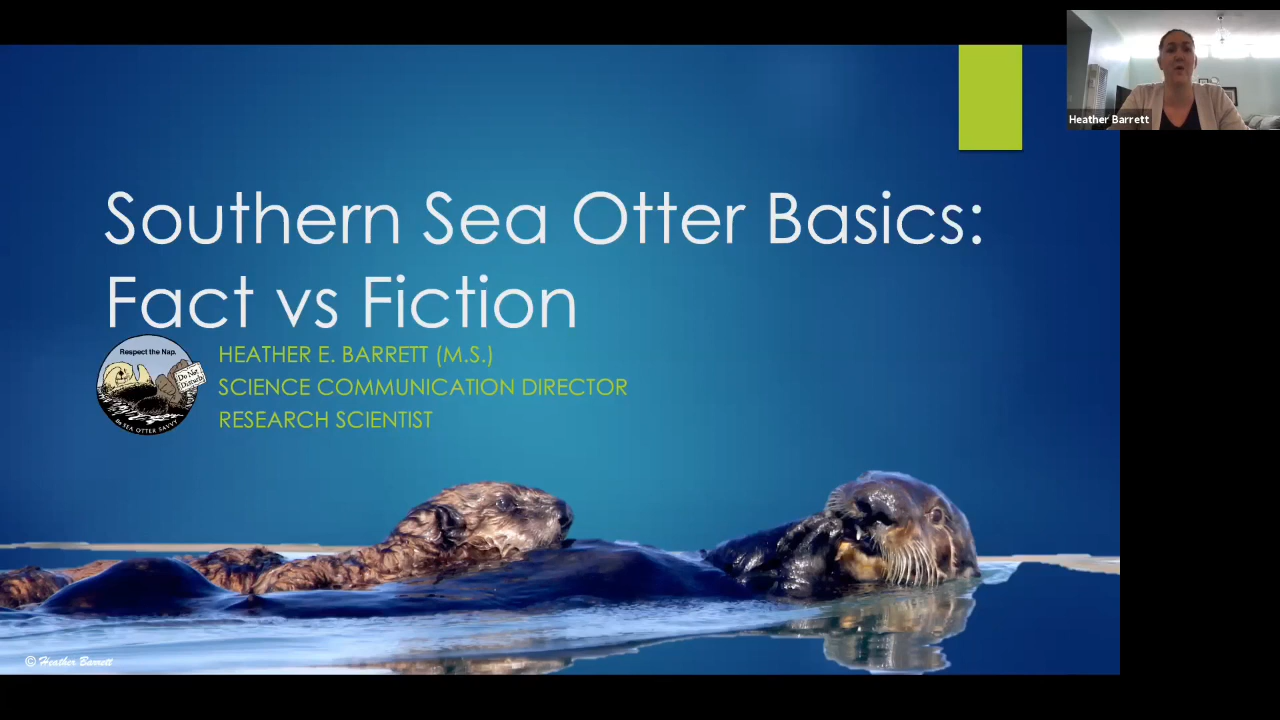 Southern Sea Otter Basics:
Fact vs Fiction
Respect the Nap.
Do Not
Disturb
Be SEA OTTER SAVVY
HEATHER E. BARRETT (M.S.)
SCIENCE COMMUNICATION DIRECTOR
RESEARCH SCIENTIST
© Heather Barrett
Heather Barrett